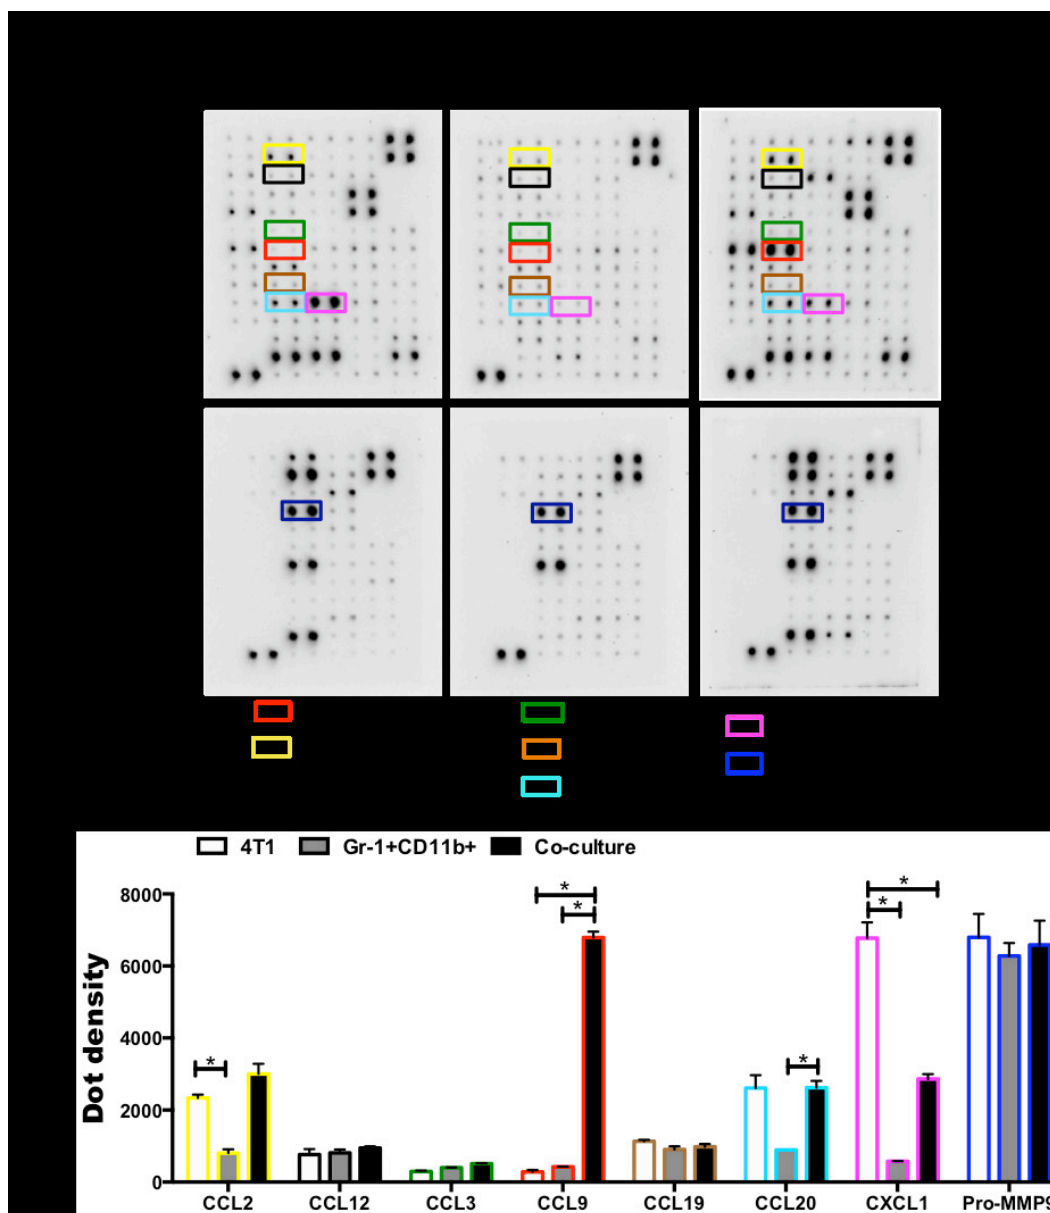 4T1 Gr-1+CD11b+ Co-culture
* * * * * *
8000
6000
4000
2000
0
Dot density
CCL2 CCL12 CCL3 CCL9 CCL19 CCL20 CXCL1 Pro-MMP9